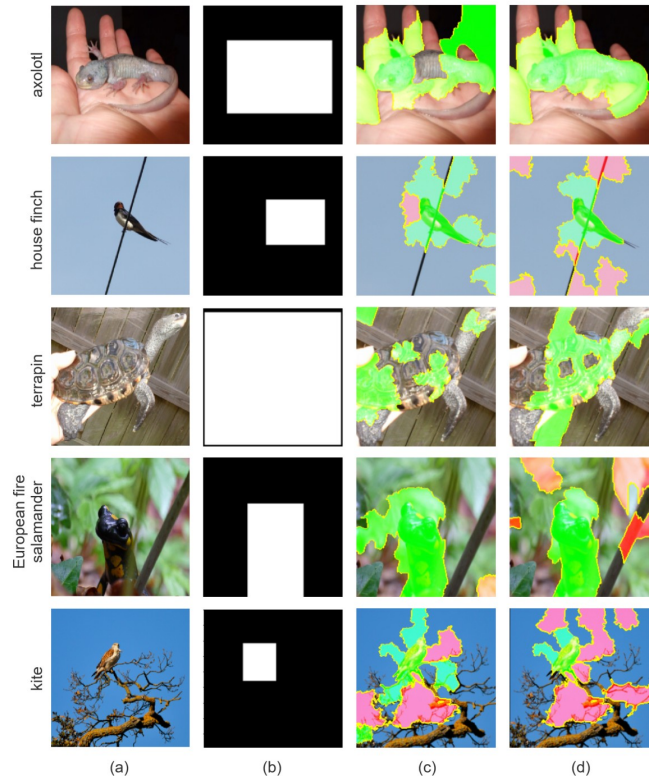 axolotl
house finch
terrapin
European fire
salamander
kite
(a)
(b)
(c)
(d)